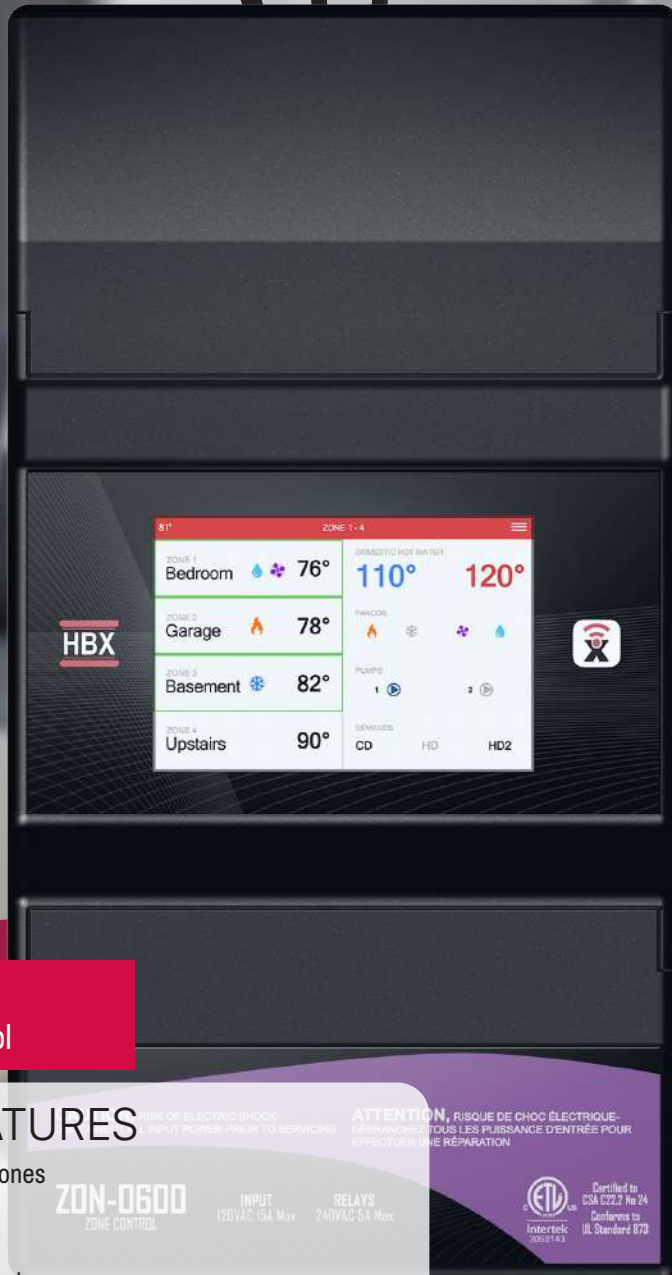 81°
ZONE 1 - 4
ZONE 1
Bedroom 76°
ZONE 2
Garage 78°
ZONE 3
Basement 82°
ZONE 4
Upstairs 90°
DOMESTIC HOT WATER
110° 120°
FANCOIL
PUMPS
1 2
DEMANDS
CD HD HD2
HBX
X
ol
ATURES
ones
RISK OF ELECTRIC SHOCK-
INPUT POWER PRIOR TO SERVICING
ATTENTION, RISQUE DE CHOC ÉLECTRIQUE-
DÉBRANCHEZ TOUS LES PUISSANCE D'ENTRÉE POUR
EFFECTUER UNE RÉPARATION
ZON-0600
ZONE CONTROL
INPUT
120VAC 15A Max
RELAYS
240VAC 5A Max
c ETL us
Intertek
3068143
Certified to
CSA C22.2 No 24
Conforms to
UL Standard 873